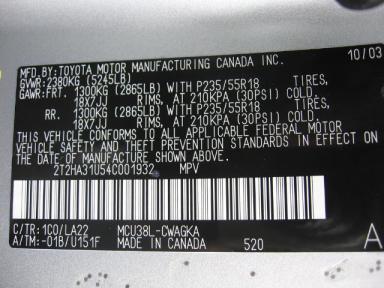 MFD.BY:TOYOTA MOTOR MANUFACTURING CANADA INC. 10/03
GVWR: 2380KG (5245LB)
GAWR:FRT. 1300KG (2865LB) WITH P235/55R18 TIRES,
18X7JJ RIMS, AT 210KPA (30PSI) COLD.
RR. 1300KG (2865LB) WITH P235/55R18 TIRES,
18X7JJ RIMS, AT 210KPA (30PSI) COLD.
THIS VEHICLE CONFORMS TO ALL APPLICABLE FEDERAL MOTOR
VEHICLE SAFETY AND THEFT PREVENTION STANDARDS IN EFFECT ON
THE DATE OF MANUFACTURE SHOWN ABOVE.
2T2HA31U54C001932 MPV
C/TR: 1C0/LA22 MCU38L-CWAGKA A
A/TM: -01B/U151F MADE IN CANADA 520